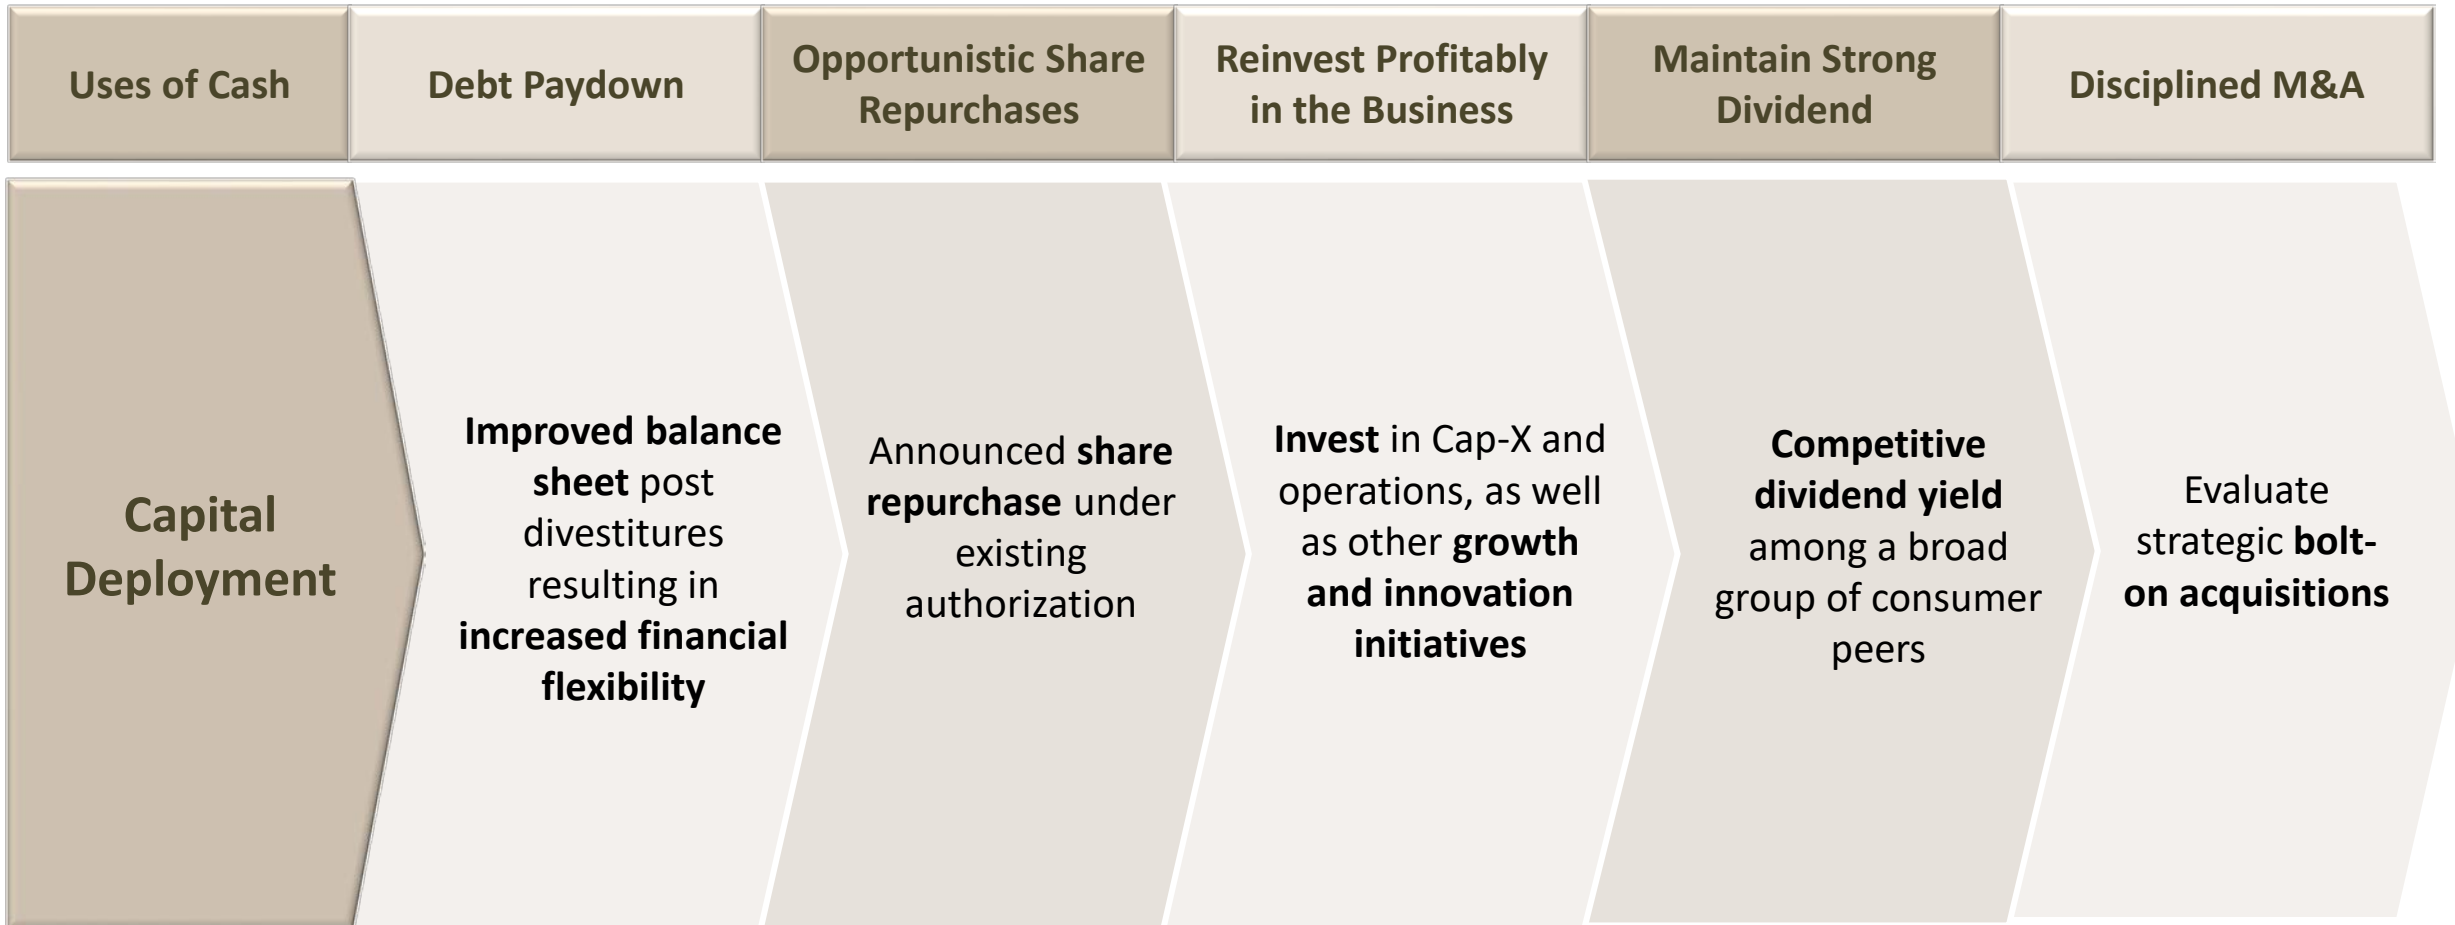 Uses of Cash
Debt Paydown
Opportunistic Share
Repurchases
Reinvest Profitably
in the Business
Maintain Strong
Dividend
Disciplined M&A
Capital
Deployment
Improved balance
sheet post
divestitures
resulting in
increased financial
flexibility
Announced share
repurchase under
existing
authorization
Invest in Cap-X and
operations, as well
as other growth
and innovation
initiatives
Competitive
dividend yield
among a broad
group of consumer
peers
Evaluate
strategic bolt-
on acquisitions